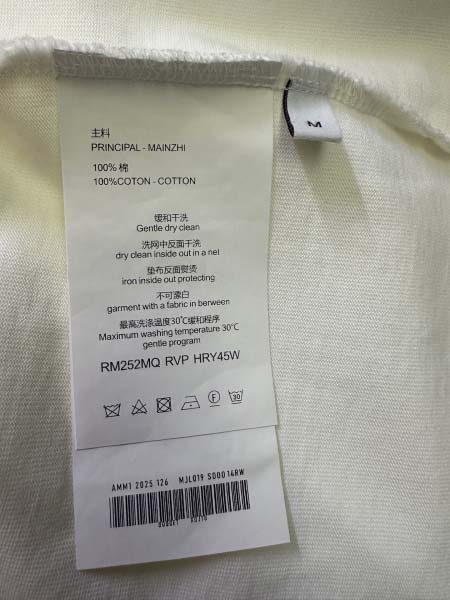 主料
PRINCIPAL - MAINZHI
100% 棉
100%COTON - COTTON
缓和干洗
Gentle dry clean
洗网中反面干洗
dry clean inside out in a net
垫布反面熨烫
iron inside out protecting
不可漂白
garment with a fabric in berween
最高洗涤温度30℃缓和程序
Maximum washing temperature 30℃
gentle program
RM252MQ RVP HRY45W
F
30
M
AMM1 2025 126 MJL019 S00014RW